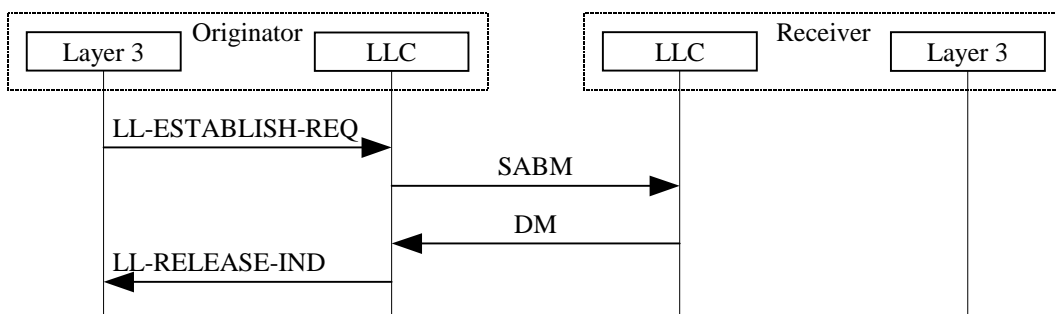 Originator
Receiver
Layer 3
LLC
LLC
Layer 3
LL-ESTABLISH-REQ
SABM
DM
LL-RELEASE-IND